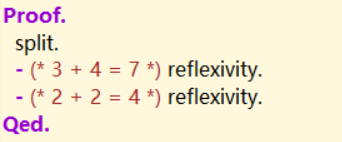 Proof.
split.
- (* 3 + 4 = 7 *) reflexivity.
- (* 2 + 2 = 4 *) reflexivity.
Qed.